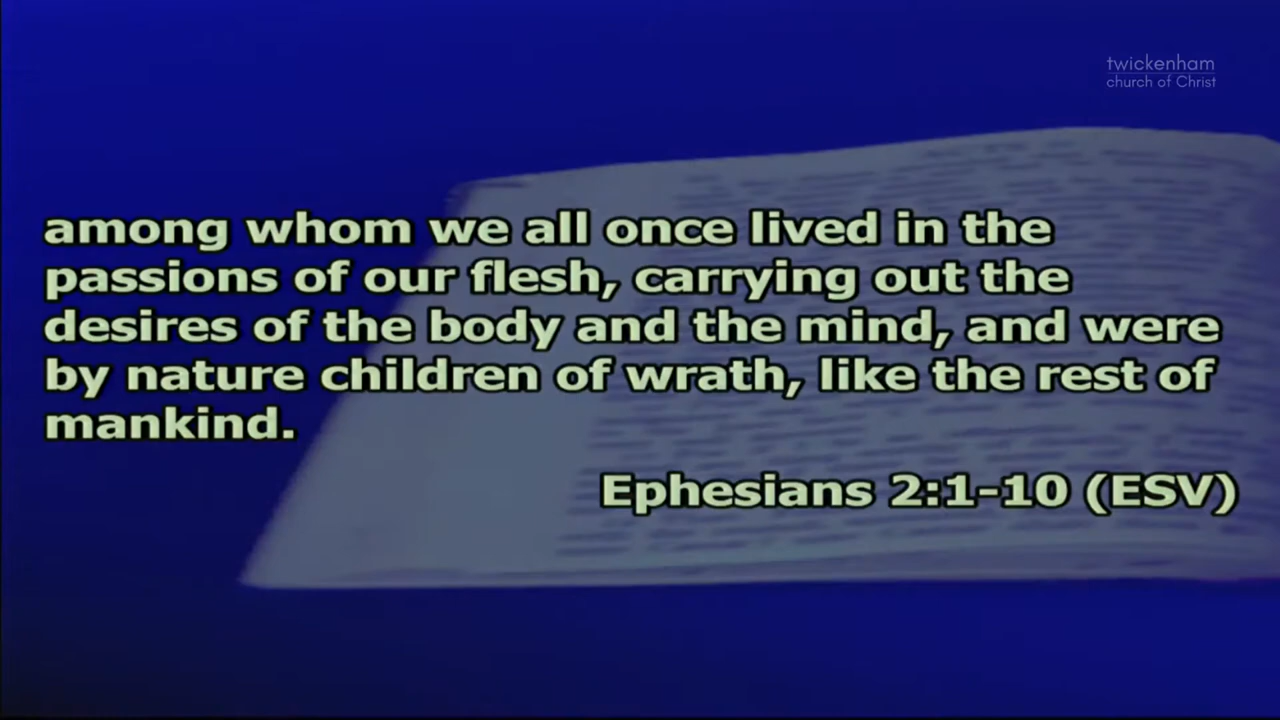 twickenham
church of Christ
among whom we all once lived in the
passions of our flesh, carrying out the
desires of the body and the mind, and were
by nature children of wrath, like the rest of
mankind.
Ephesians 2:1-10 (ESV)